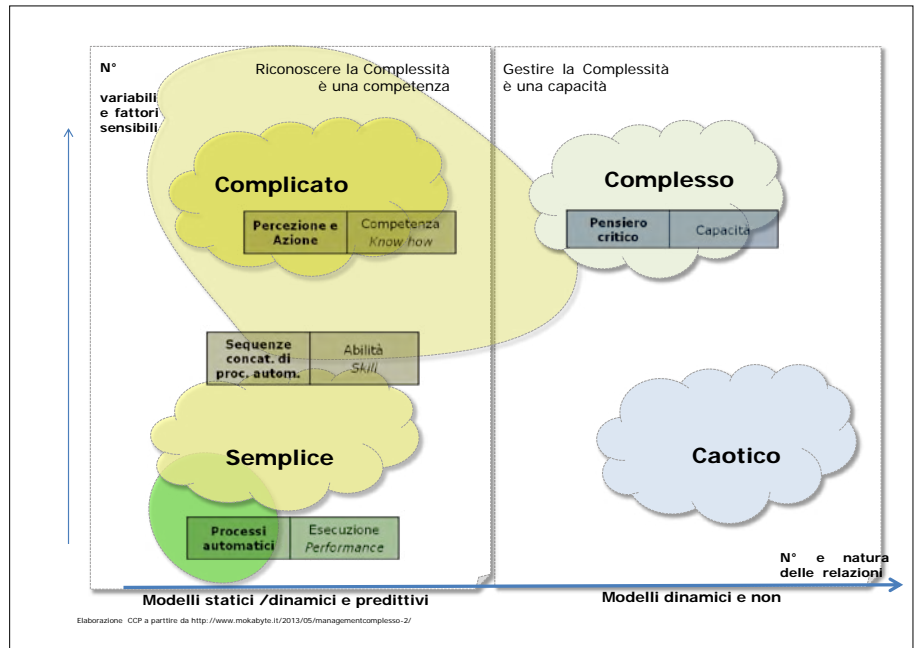 N°
variabili
e fattori
sensibili
Riconoscere la Complessità
è una competenza
Gestire la Complessità
è una capacità
Complicato
Percezione e
Azione
Competenza
Know how
Complesso
Pensiero
critico
Capacità
Sequenze
concat. di
proc. autom.
Abilità
Skill
Semplice
Processi
automatici
Esecuzione
Performance
Caotico
N° e natura
delle relazioni
Modelli statici /dinamici e predittivi
Modelli dinamici e non
Elaborazione CCP a parttire da http://www.mokabyte.it/2013/05/managementcomplesso-2/